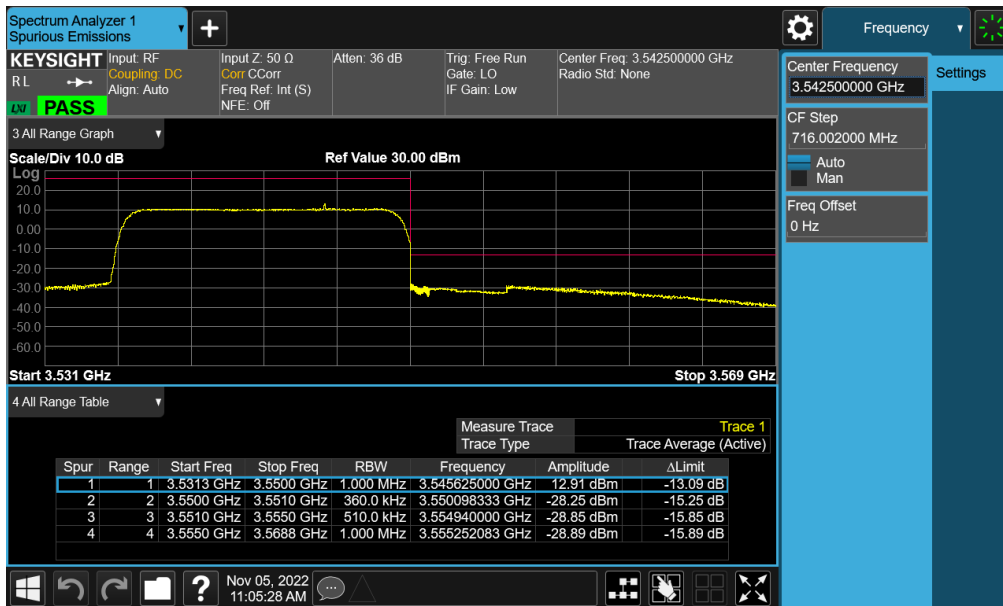 Spectrum Analyzer 1
Spurious Emissions
Frequency
KEYSIGHT Input: RF Input Z: 50 Ω Atten: 36 dB Trig: Free Run Center Freq: 3.542500000 GHz
R L Coupling: DC Corr CCorr Gate: LO Radio Std: None
Align: Auto Freq Ref: Int (S) IF Gain: Low
LXI PASS NFE: Off
Center Frequency
3.542500000 GHz
Settings
CF Step
716.002000 MHz
Auto
Man
Freq Offset
0 Hz
3 All Range Graph
Scale/Div 10.0 dB Ref Value 30.00 dBm
Log
20.0
10.0
0.00
-10.0
-20.0
-30.0
-40.0
-50.0
-60.0
Start 3.531 GHz Stop 3.569 GHz
4 All Range Table
Measure Trace Trace 1
Trace Type Trace Average (Active)
Spur Range Start Freq Stop Freq RBW Frequency Amplitude ΔLimit
1 1 3.5313 GHz 3.5500 GHz 1.000 MHz 3.545625000 GHz 12.91 dBm -13.09 dB
2 2 3.5500 GHz 3.5510 GHz 360.0 kHz 3.550098333 GHz -28.25 dBm -15.25 dB
3 3 3.5510 GHz 3.5550 GHz 510.0 kHz 3.554940000 GHz -28.85 dBm -15.85 dB
4 4 3.5550 GHz 3.5688 GHz 1.000 MHz 3.555252083 GHz -28.89 dBm -15.89 dB
Nov 05, 2022
11:05:28 AM